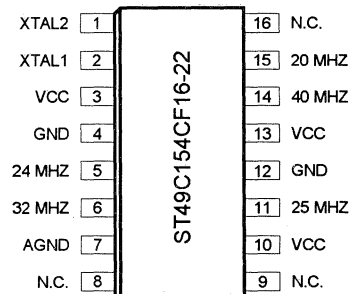 XTAL2 1 16 N.C.
XTAL1 2 15 20 MHZ
VCC 3 14 40 MHZ
GND 4 13 VCC
24 MHZ 5 12 GND
32 MHZ 6 11 25 MHZ
AGND 7 10 VCC
N.C. 8 9 N.C.
ST49C154CF16-22